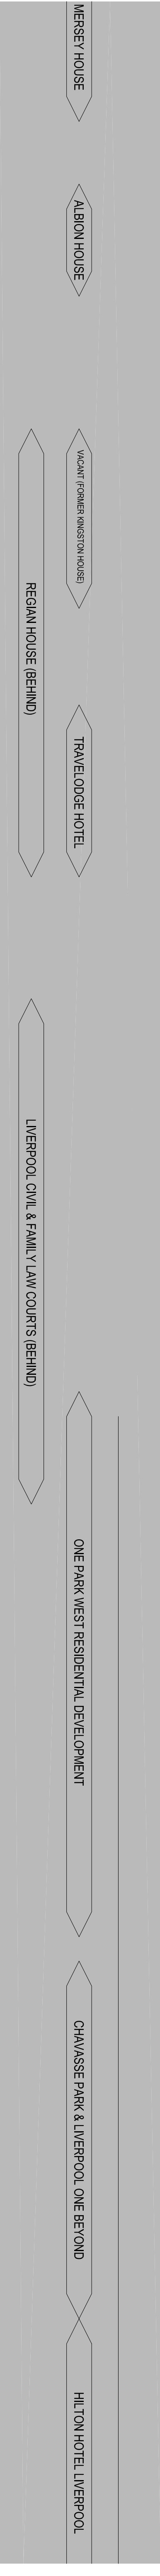 MERSEY HOUSE
ALBION HOUSE
VACANT (FORMER KINGSTON HOUSE)
REGIAN HOUSE (BEHIND)
TRAVELODGE HOTEL
LIVERPOOL CIVIL & FAMILY LAW COURTS (BEHIND)
ONE PARK WEST RESIDENTIAL DEVELOPMENT
CHAVASSE PARK & LIVERPOOL ONE BEYOND
HILTON HOTEL LIVERPOOL